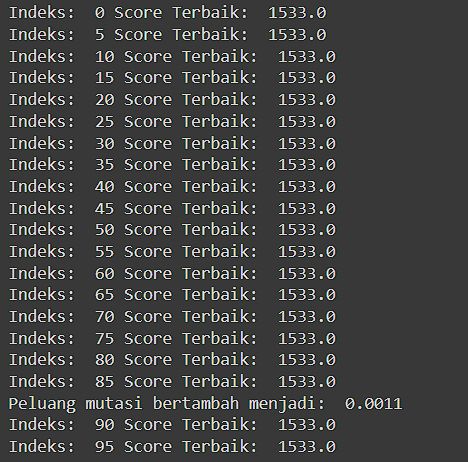 Indeks:  0 Score Terbaik:  1533.0
Indeks:  5 Score Terbaik:  1533.0
Indeks:  10 Score Terbaik:  1533.0
Indeks:  15 Score Terbaik:  1533.0
Indeks:  20 Score Terbaik:  1533.0
Indeks:  25 Score Terbaik:  1533.0
Indeks:  30 Score Terbaik:  1533.0
Indeks:  35 Score Terbaik:  1533.0
Indeks:  40 Score Terbaik:  1533.0
Indeks:  45 Score Terbaik:  1533.0
Indeks:  50 Score Terbaik:  1533.0
Indeks:  55 Score Terbaik:  1533.0
Indeks:  60 Score Terbaik:  1533.0
Indeks:  65 Score Terbaik:  1533.0
Indeks:  70 Score Terbaik:  1533.0
Indeks:  75 Score Terbaik:  1533.0
Indeks:  80 Score Terbaik:  1533.0
Indeks:  85 Score Terbaik:  1533.0
Peluang mutasi bertambah menjadi:  0.0011
Indeks:  90 Score Terbaik:  1533.0
Indeks:  95 Score Terbaik:  1533.0